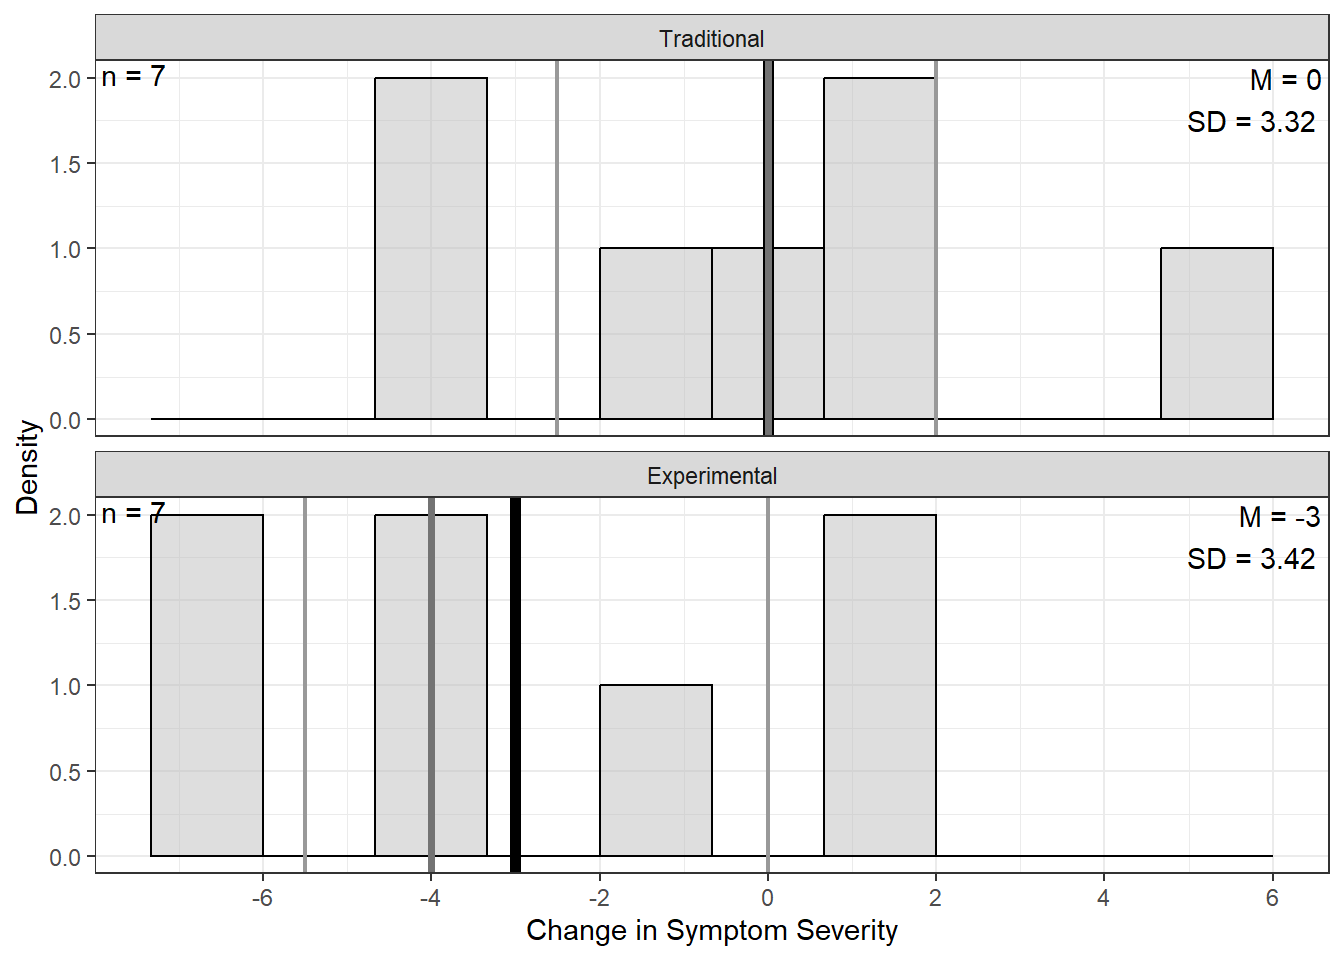 Traditional
n = 7
M = 0
SD = 3.32
2.0
1.5
1.0
0.5
0.0
Density
Experimental
n = 7
M = -3
SD = 3.42
2.0
1.5
1.0
0.5
0.0
-6 -4 -2 0 2 4 6
Change in Symptom Severity